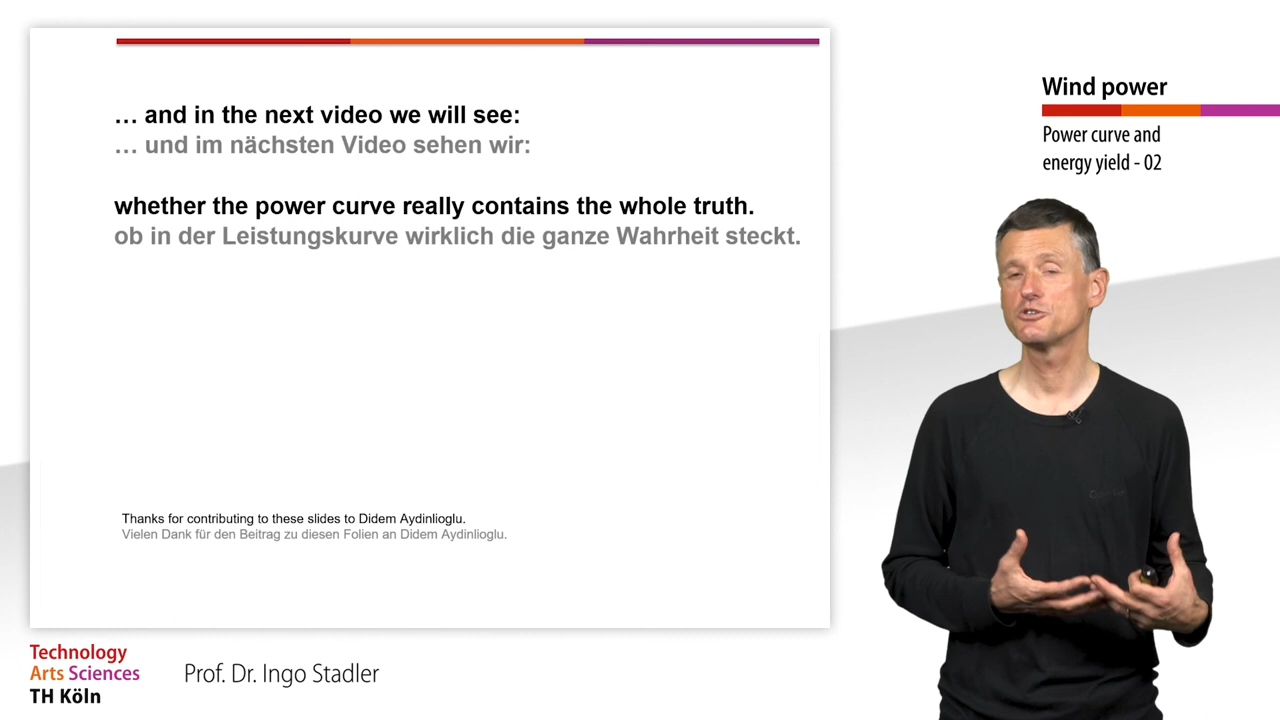 … and in the next video we will see:
… und im nächsten Video sehen wir:
whether the power curve really contains the whole truth.
ob in der Leistungskurve wirklich die ganze Wahrheit steckt.
Thanks for contributing to these slides to Didem Aydinlioglu.
Vielen Dank für den Beitrag zu diesen Folien an Didem Aydinlioglu.
Wind power
Power curve and
energy yield - 02
Technology
Arts Sciences
TH Köln
Prof. Dr. Ingo Stadler